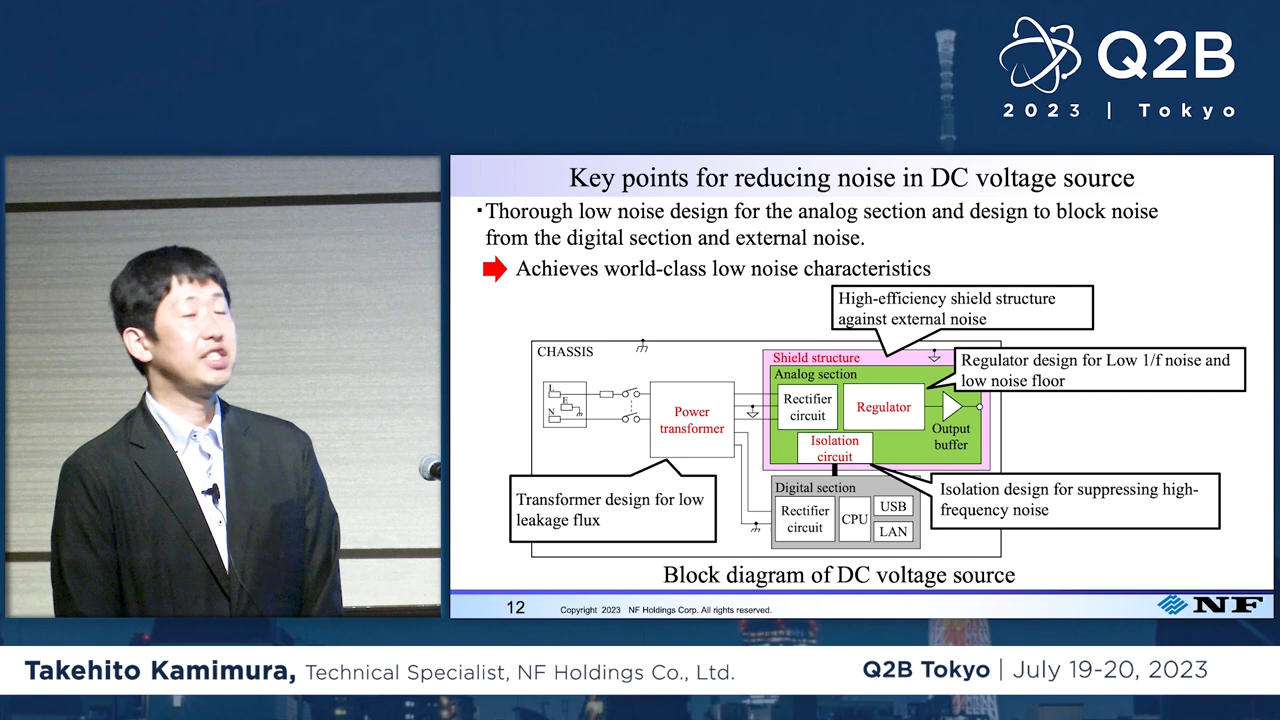 Q2B
2023 | Tokyo
Key points for reducing noise in DC voltage source
・Thorough low noise design for the analog section and design to block noise
from the digital section and external noise.
Achieves world-class low noise characteristics
High-efficiency shield structure
against external noise
CHASSIS
Shield structure
Analog section
Regulator design for Low 1/f noise and
low noise floor
L
E
N
Power
transformer
Rectifier
circuit
Regulator
Output
buffer
Isolation
circuit
Transformer design for low
leakage flux
Digital section
Rectifier
circuit
CPU
USB
LAN
Isolation design for suppressing high-
frequency noise
Block diagram of DC voltage source
12
Copyright 2023 NF Holdings Corp. All rights reserved.
NF
Takehito Kamimura, Technical Specialist, NF Holdings Co., Ltd.
Q2B Tokyo | July 19-20, 2023